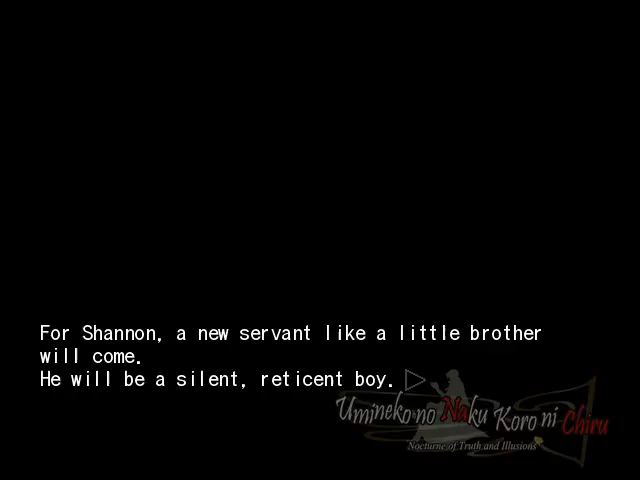 For Shannon, a new servant like a little brother
will come.
He will be a silent, reticent boy.
Umineko no Naku Koro ni Chiru
Nocturne of Truth and Illusions